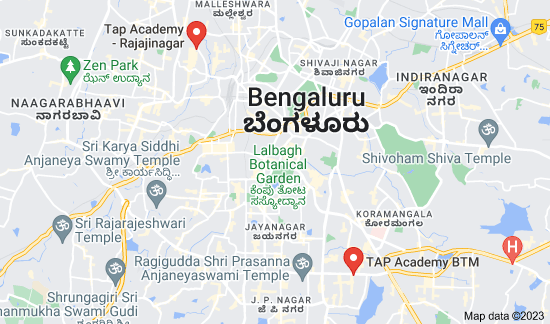 MALLESHWARA
ಮಲ್ಲೇಶ್ವರ
Tap Academy
- Rajajinagar
Gopalan Signature Mall
ಗೋಪಾಲನ್
ಸಿಗ್ನೇಚರ್...
75
SUNKADAKATTE
ಸುಂಕದಕಟ್ಟೆ
Zen Park
ಝೆನ್ ಉದ್ಯಾನ
SHIVAJI NAGAR
ಶಿವಾಜಿನಗರ
INDIRANAGAR
ಇಂದಿರಾ
ನಗರ
NAAGARABHAAVI
ನಾಗರಬಾವಿ
Bengaluru
ಬೆಂಗಳೂರು
Sri Karya Siddhi
Anjaneya Swamy Temple
ಶ್ರೀ ಕಾರ್ಯಸಿದ್ಧಿ...
Lalbagh
Botanical
Garden
ಕೆಂಪು ತೋಟ
ಸಸ್ಯೋದ್ಯಾನ
Shivoham Shiva Temple
Sri Rajarajeshwari
Temple
KORAMANGALA
ಕೋರಮಂಗಲ
JAYANAGAR
ಜಯನಗರ
Ragigudda Shri Prasanna
Anjaneyaswami Temple
H
TAP Academy BTM
Shrungagiri Sri
hanmukha Swami Gudi
J. P. NAGAR
ಜೆ ಪಿ ನಗರ
Map data ©2023